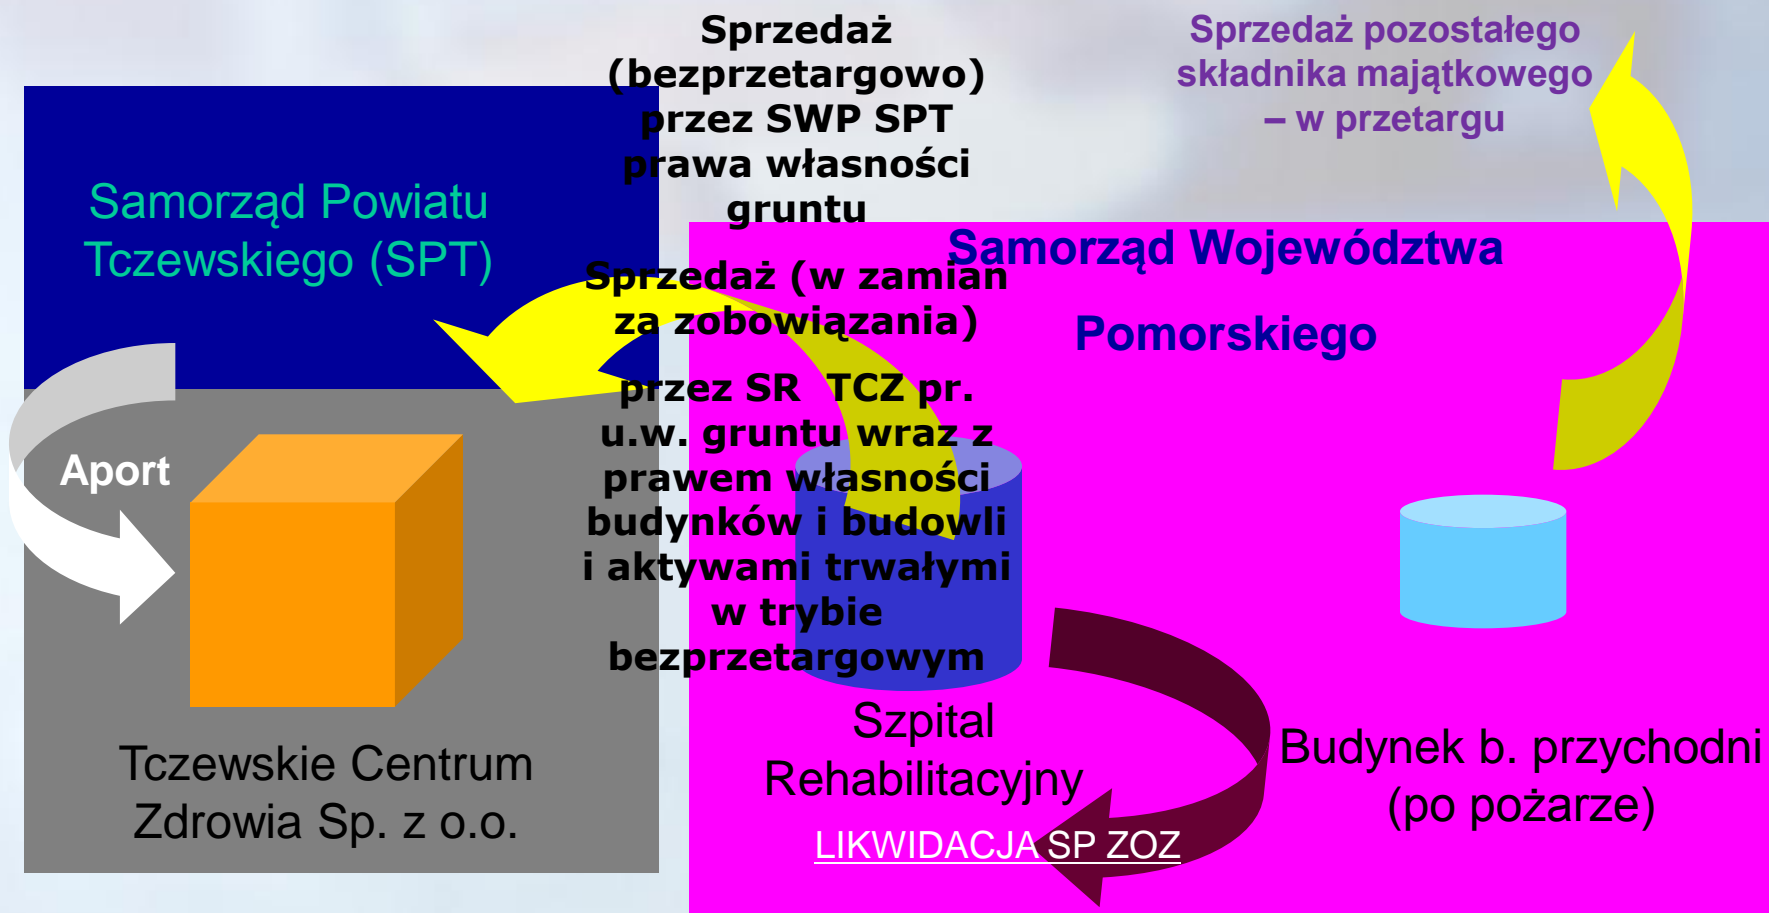 Sprzedaż
(bezprzetargowo)
przez SWP SPT
prawa własności
gruntu
Sprzedaż (w zamian
za zobowiązania)
przez SR  TCZ pr.
u.w. gruntu wraz z
prawem własności
budynków i budowli
i aktywami trwałymi
w trybie
bezprzetargowym
Sprzedaż pozostałego
składnika majątkowego
– w przetargu
Samorząd Powiatu
Tczewskiego (SPT)
Samorząd Województwa
Pomorskiego
Aport
Tczewskie Centrum
Zdrowia Sp. z o.o.
Szpital
Rehabilitacyjny
LIKWIDACJA SP ZOZ
Budynek b. przychodni
(po pożarze)